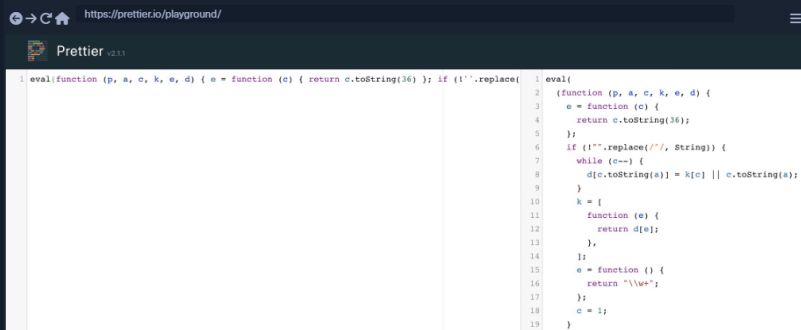 https://prettier.io/playground/
Prettier v2.1.1
1 eval(function (p, a, c, k, e, d) { e = function (c) { return c.toString(36) }; if (!''.replace(
1 eval(
2 (function (p, a, c, k, e, d) {
3 e = function (c) {
4 return c.toString(36);
5 };
6 if (!"".replace(/^/, String)) {
7 while (c--) {
8 d[c.toString(a)] = k[c] || c.toString(a);
9 }
10 k = [
11 function (e) {
12 return d[e];
13 },
14 ];
15 e = function () {
16 return "\\w+";
17 };
18 c = 1;
19 }